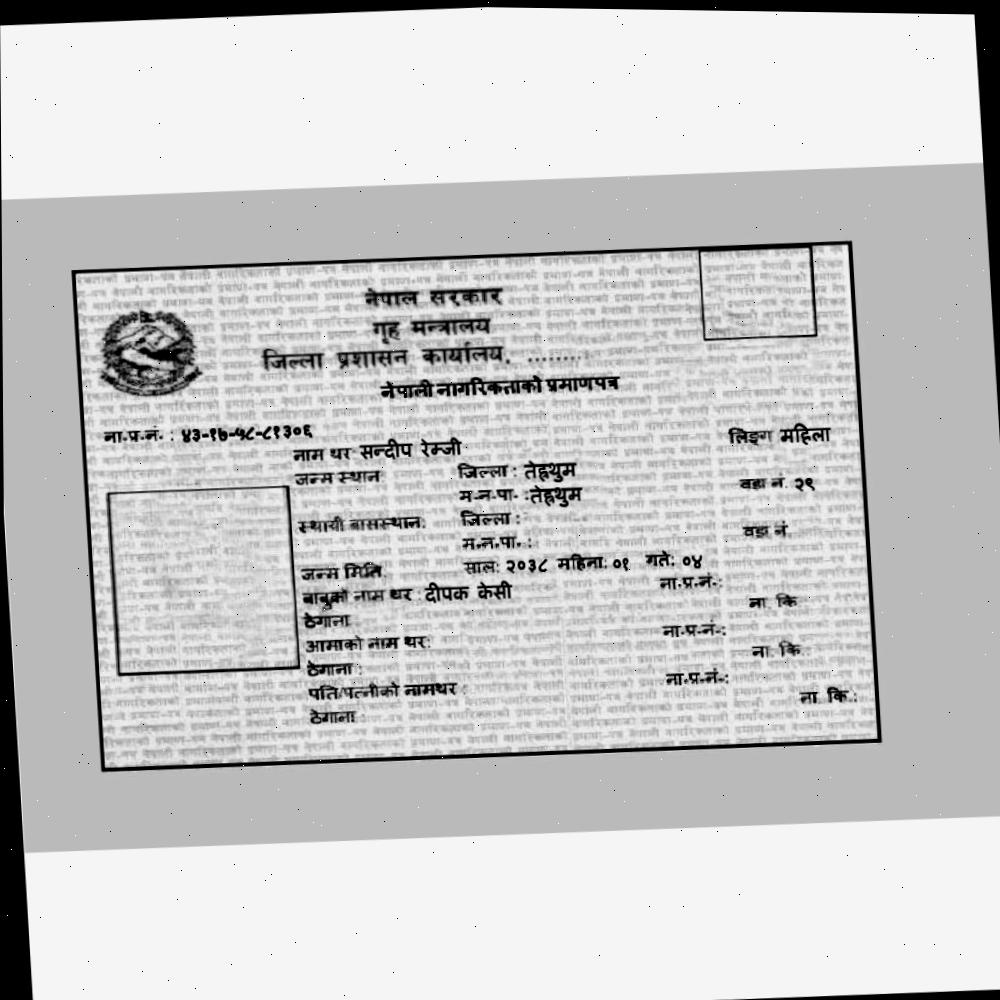 नेपाल सरकार
गृह मन्त्रालय
जिल्ला प्रशासन कार्यालय, .........
नेपाली नागरिकताको प्रमाणपत्र
ना.प्र.नं. : ४३-१७-५८-८१३०६
लिङ्ग महिला
नाम थर सन्दीप रेम्जी
जन्म स्थान जिल्ला : तेह्रथुम
म.न.पा. :तेह्रथुम वडा नं. २९
स्थायी बासस्थान: जिल्ला :
म.न.पा. : वडा नं
जन्म मिति साल: २०३८ महिना: ०१ गते: ०४
बाबुको नाम थर : दीपक केसी ना.प्र.नं.:
ठेगाना ना. कि
आमाको नाम थर: ना.प्र.नं.:
ठेगाना : ना. कि.
पति/पत्नीको नामथर : ना.प्र.नं.:
ठेगाना : ना. कि.: